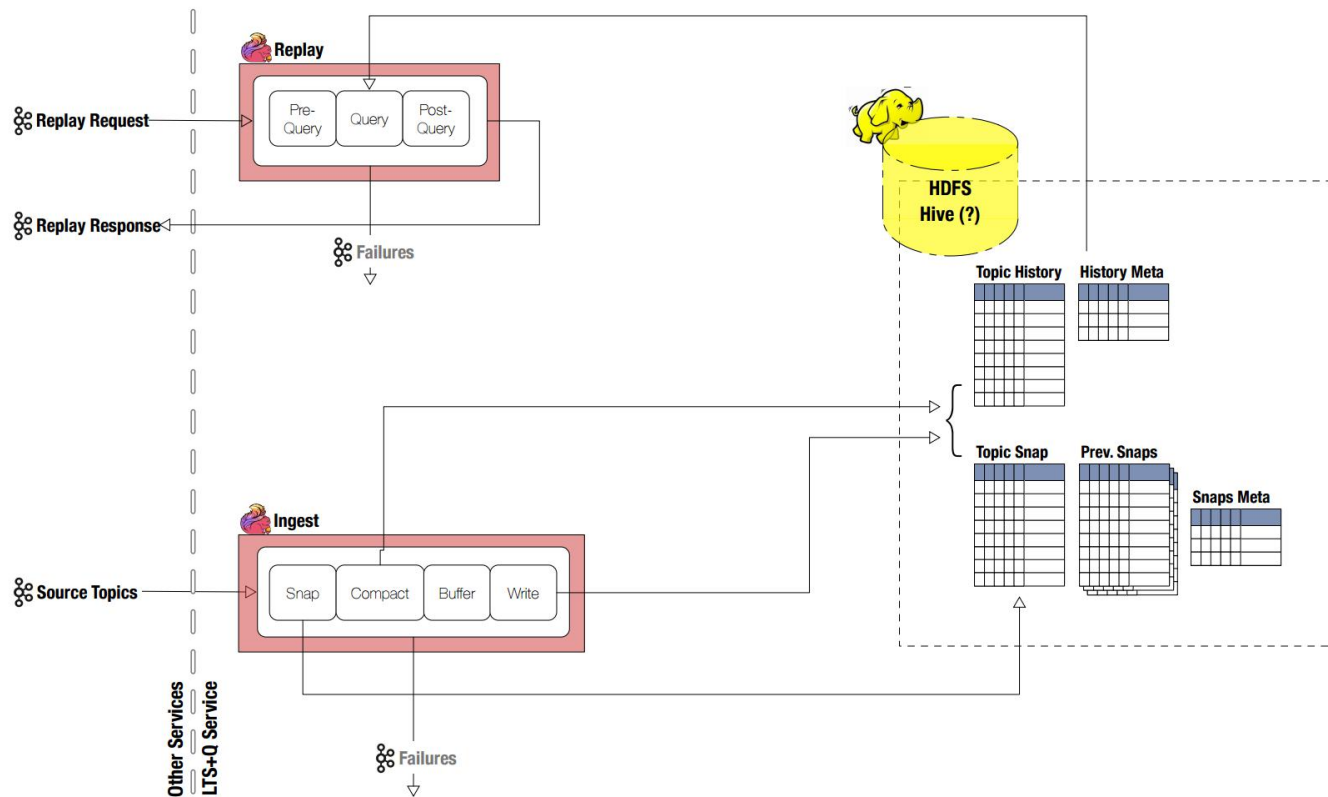 Replay
Replay Request
Pre-
Query
Query
Post-
Query
Replay Response
Failures
HDFS
Hive (?)
Topic History
History Meta
Topic Snap
Prev. Snaps
Snaps Meta
Ingest
Source Topics
Snap
Compact
Buffer
Write
Failures
Other Services
LTS+Q Service